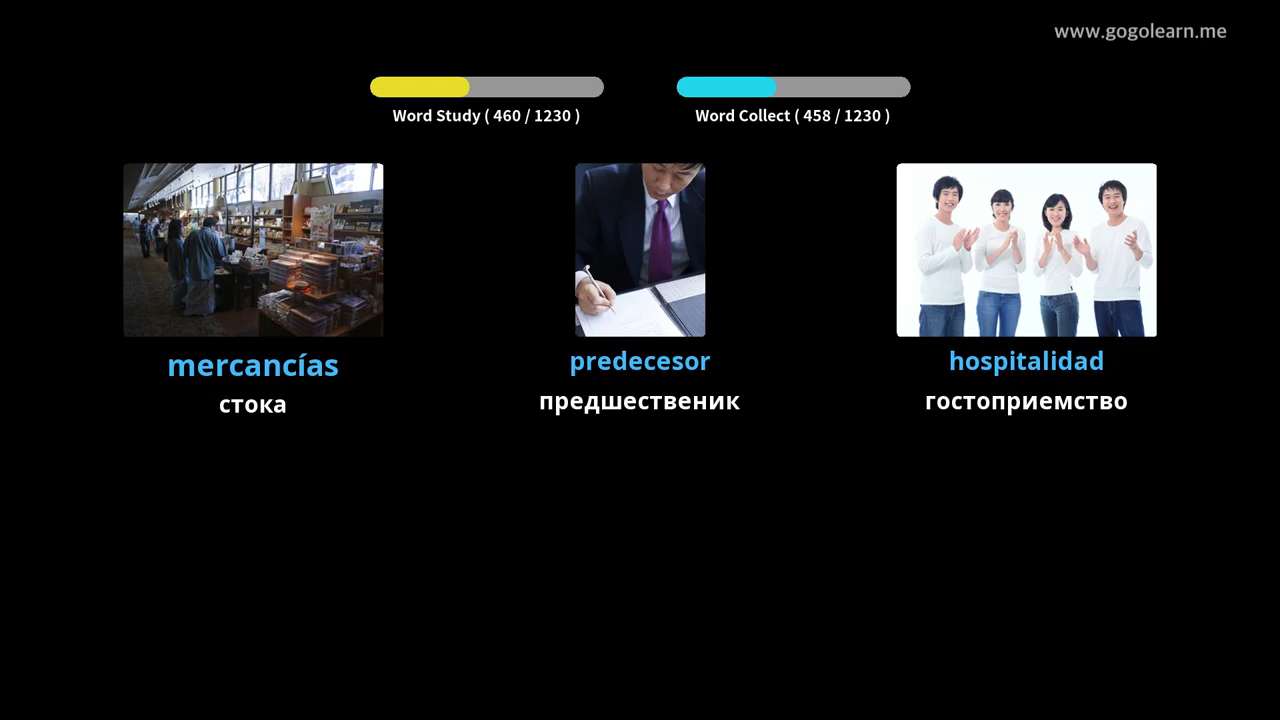 www.gogolearn.me
Word Study ( 460 / 1230 )
Word Collect ( 458 / 1230 )
mercancías
стока
predecesor
предшественик
hospitalidad
гостоприемство